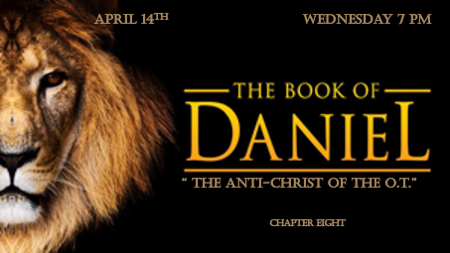 APRIL 14TH
WEDNESDAY 7 PM
THE BOOK OF
DANIEL
" THE ANTI-CHRIST OF THE O.T."
CHAPTER EIGHT